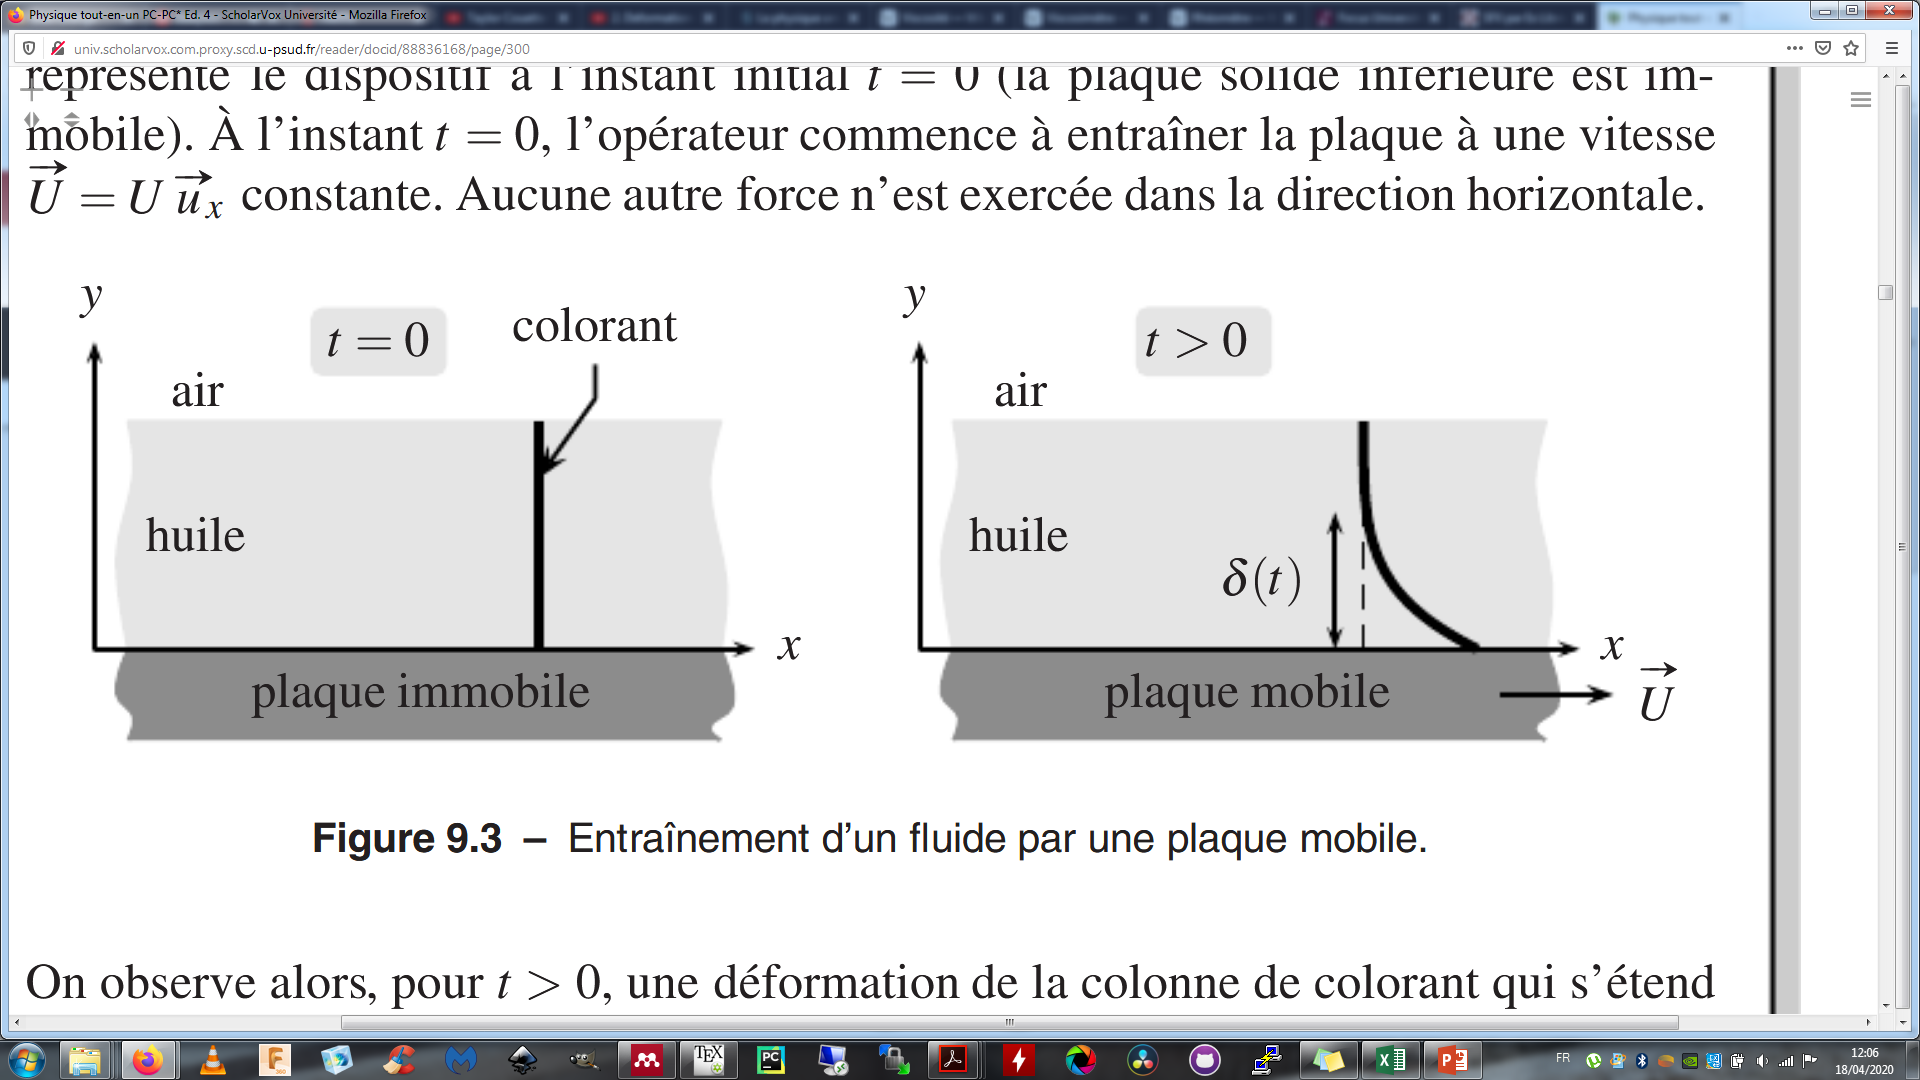 Physique tout-en-un PC-PC* Ed. 4 - ScholarVox Université - Mozilla Firefox
univ.scholarvox.com.proxy.scd.u-psud.fr/reader/docid/88836168/page/300
représente le dispositif à l'instant initial t = 0 (la plaque solide inférieure est im-
mobile). À l'instant t = 0, l'opérateur commence à entraîner la plaque à une vitesse
U⃗ = U u⃗ₓ constante. Aucune autre force n'est exercée dans la direction horizontale.
y
t = 0
colorant
air
huile
x
plaque immobile
y
t > 0
air
huile
δ(t)
x
plaque mobile
U⃗
Figure 9.3 – Entraînement d'un fluide par une plaque mobile.
On observe alors, pour t > 0, une déformation de la colonne de colorant qui s'étend
FR
12:06
18/04/2020